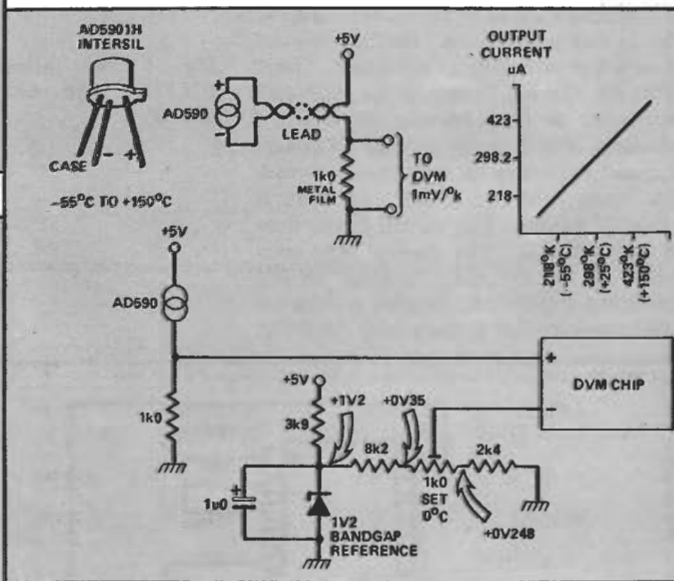 AD5901H
INTERSIL
CASE
-
+
-55°C TO +150°C
+5V
+
AD590
-
LEAD
1k0
METAL
FILM
TO
DVM
1mV/°k
OUTPUT
CURRENT
uA
423
298.2
218
218°K
(-55°C)
298°K
(+25°C)
423°K
(+150°C)
+5V
AD590
1k0
+
-
DVM CHIP
+5V
3k9
+1V2
+0V35
8k2
1k0
SET
0°C
2k4
+0V248
+
1u0
1V2
BANDGAP
REFERENCE